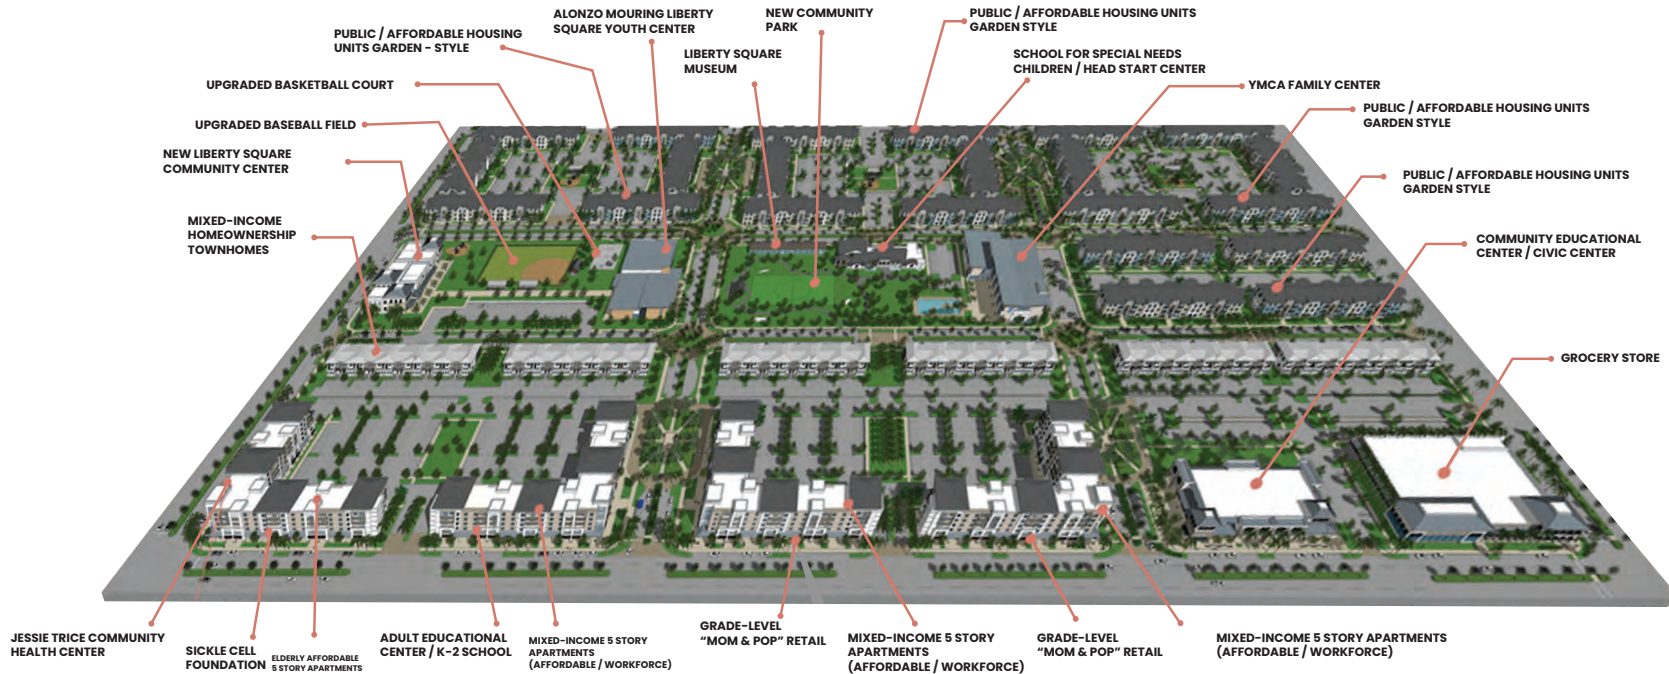 ALONZO MOURING LIBERTY
SQUARE YOUTH CENTER
NEW COMMUNITY
PARK
PUBLIC / AFFORDABLE HOUSING UNITS
GARDEN STYLE
PUBLIC / AFFORDABLE HOUSING
UNITS GARDEN - STYLE
LIBERTY SQUARE
MUSEUM
SCHOOL FOR SPECIAL NEEDS
CHILDREN / HEAD START CENTER
UPGRADED BASKETBALL COURT
YMCA FAMILY CENTER
PUBLIC / AFFORDABLE HOUSING UNITS
GARDEN STYLE
UPGRADED BASEBALL FIELD
NEW LIBERTY SQUARE
COMMUNITY CENTER
PUBLIC / AFFORDABLE HOUSING UNITS
GARDEN STYLE
MIXED-INCOME
HOMEOWNERSHIP
TOWNHOMES
COMMUNITY EDUCATIONAL
CENTER / CIVIC CENTER
GROCERY STORE
JESSIE TRICE COMMUNITY
HEALTH CENTER
SICKLE CELL
FOUNDATION
ELDERLY AFFORDABLE
5 STORY APARTMENTS
ADULT EDUCATIONAL
CENTER / K-2 SCHOOL
MIXED-INCOME 5 STORY
APARTMENTS
(AFFORDABLE / WORKFORCE)
GRADE-LEVEL
“MOM & POP” RETAIL
MIXED-INCOME 5 STORY
APARTMENTS
(AFFORDABLE / WORKFORCE)
GRADE-LEVEL
“MOM & POP” RETAIL
MIXED-INCOME 5 STORY APARTMENTS
(AFFORDABLE / WORKFORCE)